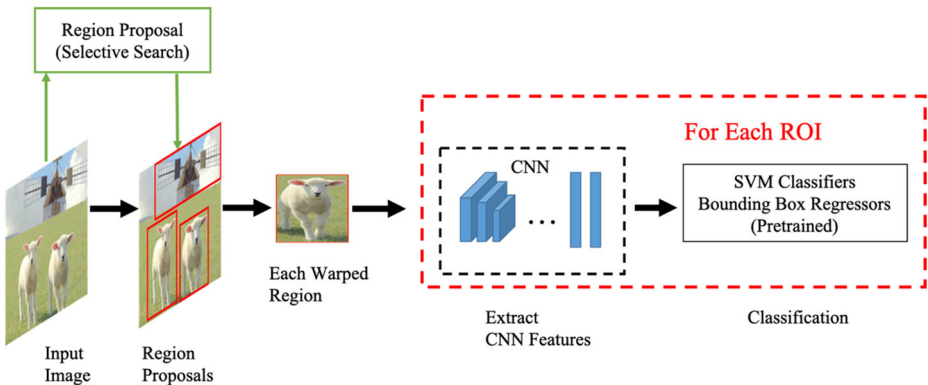 Region Proposal
(Selective Search)
For Each ROI
CNN
SVM Classifiers
Bounding Box Regressors
(Pretrained)
Each Warped
Region
Extract
CNN Features
Classification
Input
Image
Region
Proposals